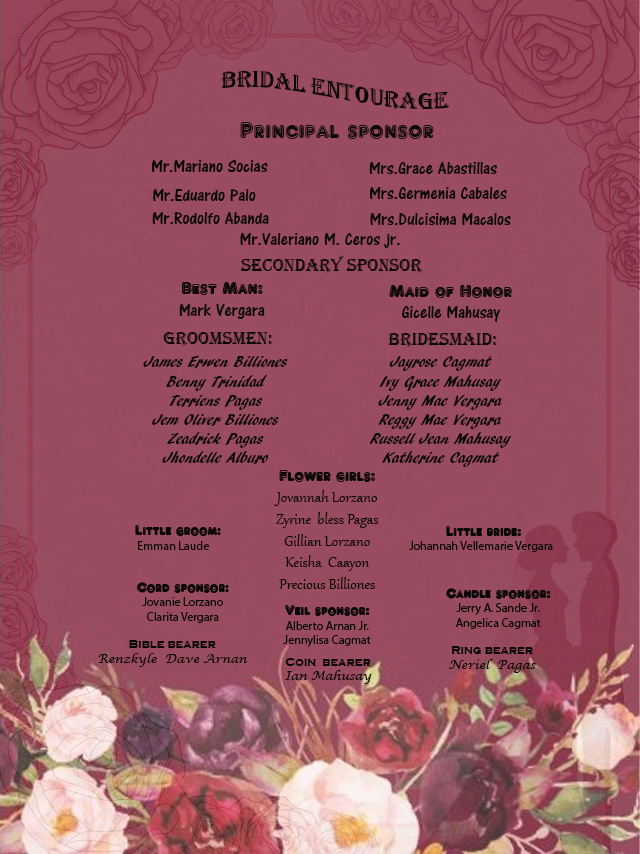 BRIDAL ENTOURAGE
PRINCIPAL SPONSOR
Mr.Mariano Socias
Mrs.Grace Abastillas
Mr.Eduardo Palo
Mrs.Germenia Cabales
Mr.Rodolfo Abanda
Mrs.Dulcisima Macalos
Mr.Valeriano M. Ceros jr.
SECONDARY SPONSOR
BEST MAN:
Mark Vergara
MAID OF HONOR
Gicelle Mahusay
GROOMSMEN:
James Erwen Billiones
Benny Trinidad
Terriens Pagas
Jem Oliver Billiones
Zeadrick Pagas
Jhondelle Alburo
BRIDESMAID:
Jayrose Cagmat
Ivy Grace Mahusay
Jenny Mae Vergara
Reggy Mae Vergara
Russell Jean Mahusay
Katherine Cagmat
FLOWER GIRLS:
Jovannah Lorzano
Zyrine bless Pagas
Gillian Lorzano
Keisha Caayon
Precious Billiones
LITTLE GROOM:
Emman Laude
LITTLE BRIDE:
Johannah Vellemarie Vergara
CORD SPONSOR:
Jovanie Lorzano
Clarita Vergara
VEIL SPONSOR:
Alberto Arnan Jr.
Jennylisa Cagmat
CANDLE SPONSOR:
Jerry A. Sande Jr.
Angelica Cagmat
BIBLE BEARER
Renzkyle Dave Arnan
COIN BEARER
Ian Mahusay
RING BEARER
Neriel Pagas